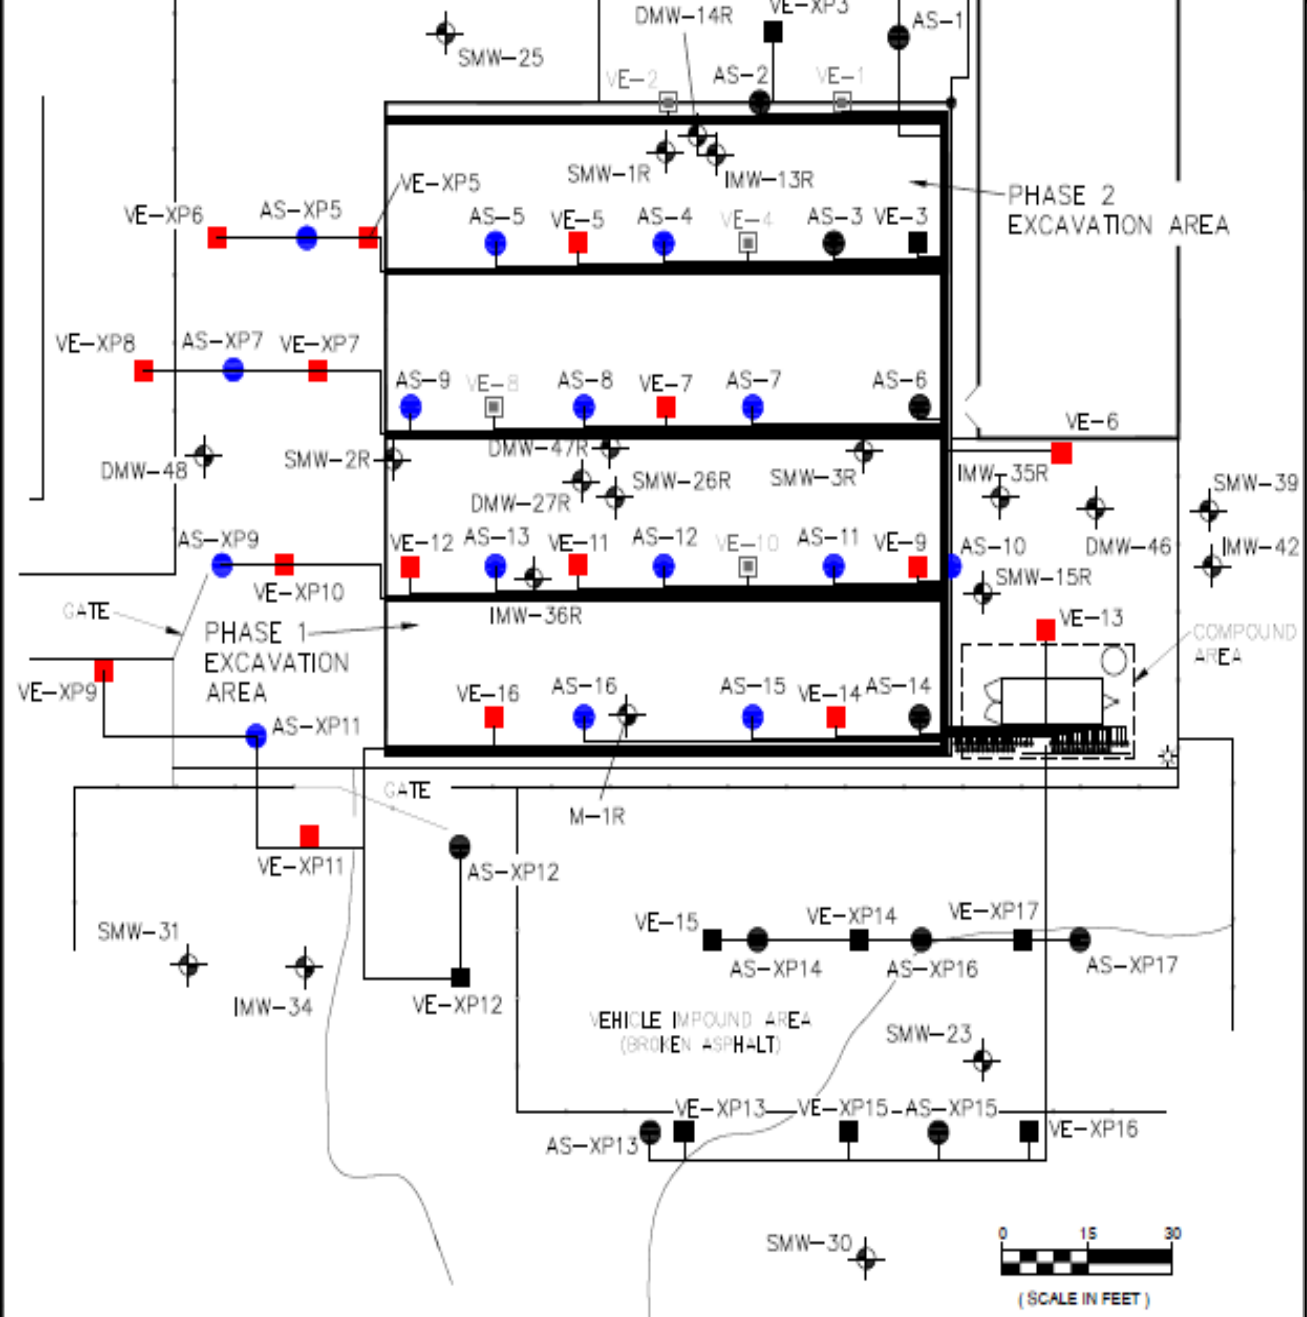 VE-XP3
DMW-14R
AS-1
SMW-25
VE-2
AS-2
VE-1
SMW-1R
IMW-13R
VE-XP5
PHASE 2
EXCAVATION AREA
VE-XP6
AS-XP5
AS-5
VE-5
AS-4
VE-4
AS-3
VE-3
VE-XP8
AS-XP7
VE-XP7
AS-9
VE-8
AS-8
VE-7
AS-7
AS-6
VE-6
DMW-48
SMW-2R
DMW-47R
SMW-26R
DMW-27R
SMW-3R
IMW-35R
SMW-39
AS-XP9
VE-12
AS-13
VE-11
AS-12
VE-10
AS-11
VE-9
AS-10
DMW-46
IMW-42
VE-XP10
SMW-15R
GATE
IMW-36R
VE-13
PHASE 1
EXCAVATION
AREA
COMPOUND
AREA
VE-XP9
VE-16
AS-16
AS-15
VE-14
AS-14
AS-XP11
GATE
M-1R
VE-XP11
AS-XP12
SMW-31
VE-15
VE-XP14
VE-XP17
AS-XP14
AS-XP16
AS-XP17
IMW-34
VE-XP12
VEHICLE IMPOUND AREA
(BROKEN ASPHALT)
SMW-23
VE-XP13
VE-XP15
AS-XP15
VE-XP16
AS-XP13
SMW-30
0 15 30
( SCALE IN FEET )